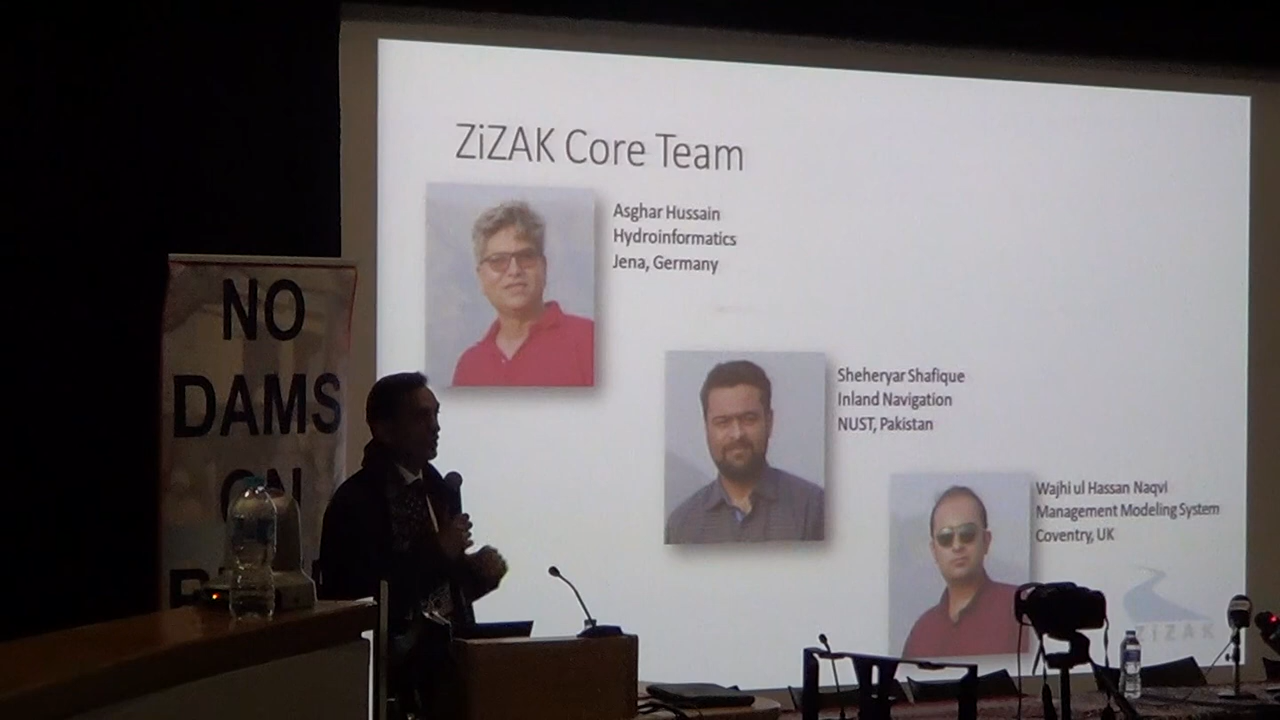 ZiZAK Core Team
Asghar Hussain
Hydroinformatics
Jena, Germany
Sheheryar Shafique
Inland Navigation
NUST, Pakistan
Wajhi ul Hassan Naqvi
Management Modeling System
Coventry, UK
ZIZAK
NO
DAMS
ON